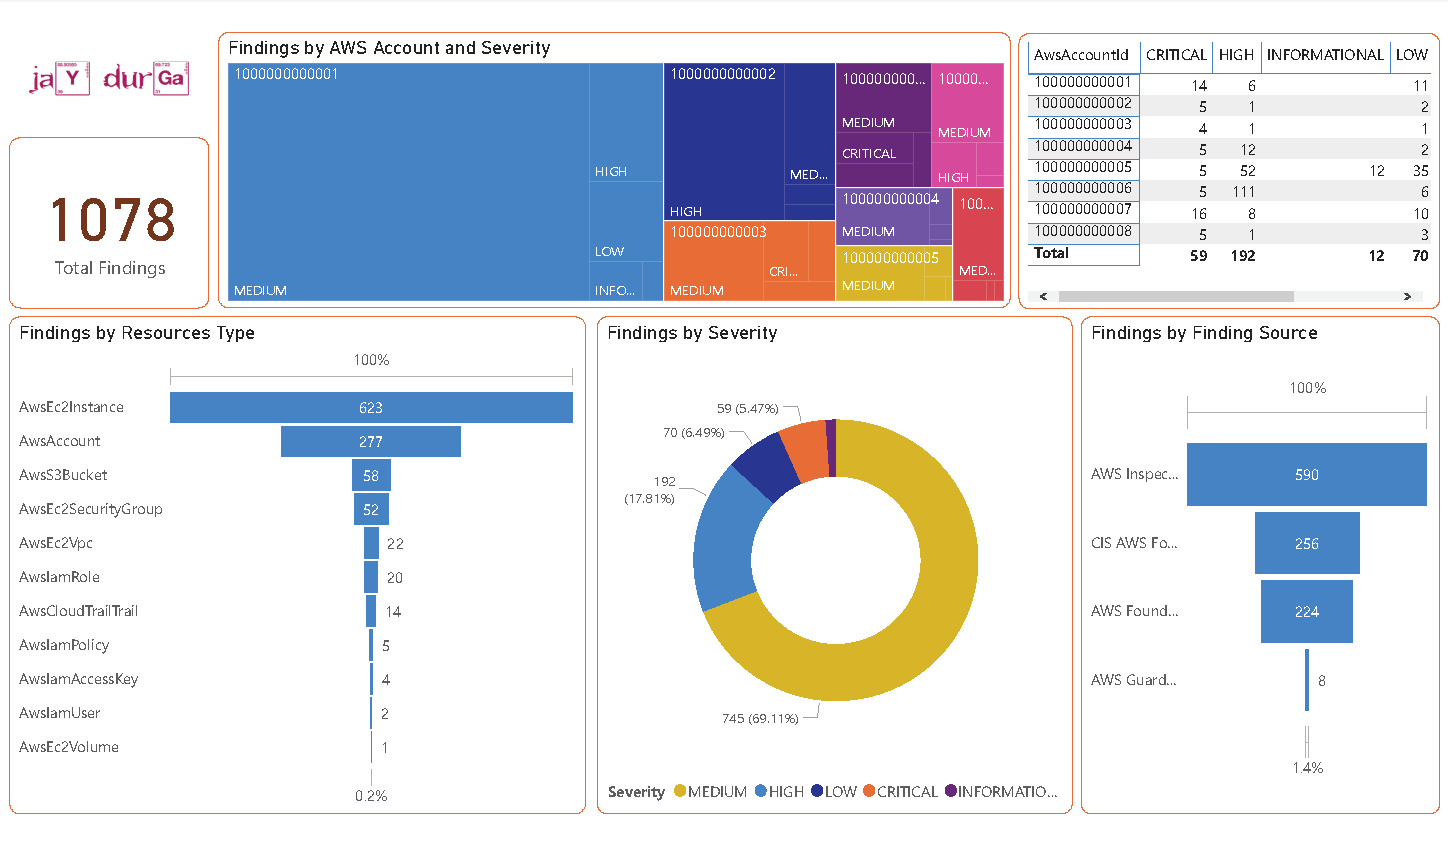 jaY durGa
1078
Total Findings
Findings by AWS Account and Severity
1000000000001
HIGH
LOW
INFO...
MEDIUM
1000000000002
MED...
HIGH
100000000003
CRI...
MEDIUM
100000000...
MEDIUM
CRITICAL
10000...
MEDIUM
HIGH
100000000004
MEDIUM
100000000005
MEDIUM
100...
MED...
AwsAccountId CRITICAL HIGH INFORMATIONAL LOW
100000000001 14 6 11
100000000002 5 1 2
100000000003 4 1 1
100000000004 5 12 2
100000000005 5 52 12 35
100000000006 5 111 6
100000000007 16 8 10
100000000008 5 1 3
Total 59 192 12 70
Findings by Resources Type
100%
AwsEc2Instance 623
AwsAccount 277
AwsS3Bucket 58
AwsEc2SecurityGroup 52
AwsEc2Vpc 22
AwsIamRole 20
AwsCloudTrailTrail 14
AwsIamPolicy 5
AwsIamAccessKey 4
AwsIamUser 2
AwsEc2Volume 1
0.2%
Findings by Severity
59 (5.47%)
70 (6.49%)
192
(17.81%)
745 (69.11%)
Severity MEDIUM HIGH LOW CRITICAL INFORMATIO...
Findings by Finding Source
100%
AWS Inspec... 590
CIS AWS Fo... 256
AWS Found... 224
AWS Guard... 8
1.4%